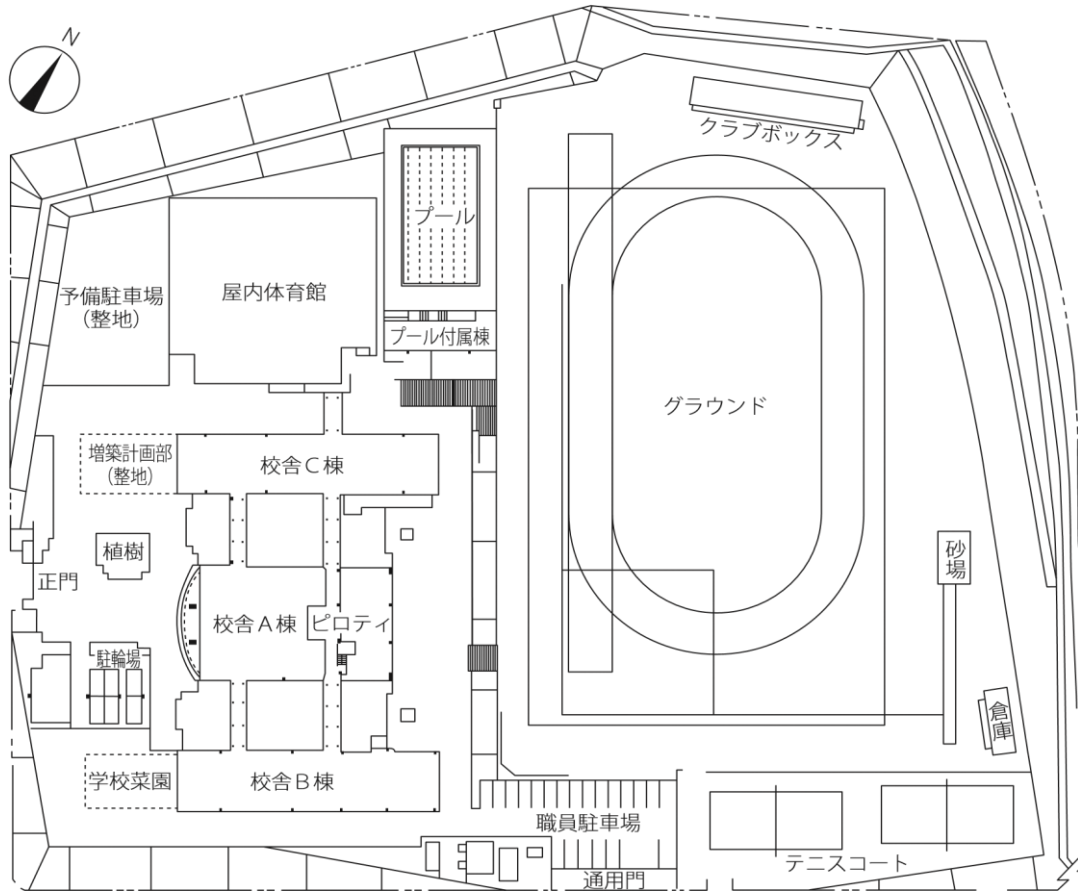 N
クラブボックス
プール
予備駐車場
(整地)
屋内体育館
プール付属棟
グラウンド
増築計画部
(整地)
校舎C棟
植樹
正門
校舎A棟
ピロティ
砂場
駐輪場
倉庫
学校菜園
校舎B棟
職員駐車場
テニスコート
通用門